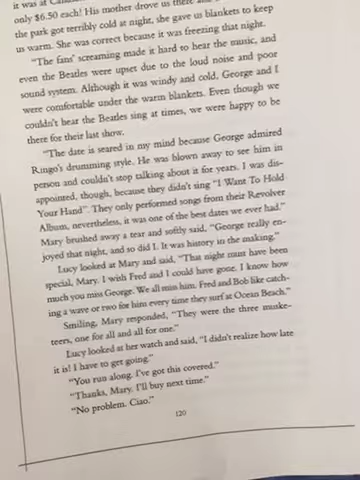 it was at
only $6.50 each! His mother drove us there
the park got terribly cold at night, she gave us blankets to keep
us warm. She was correct because it was freezing that night.
"The fans' screaming made it hard to hear the music, and
even the Beatles were upset due to the loud noise and poor
sound system. Although it was windy and cold, George and I
were comfortable under the warm blankets. Even though we
couldn't hear the Beatles sing at times, we were happy to be
there for their last show.
"The date is seared in my mind because George admired
Ringo's drumming style. He was blown away to see him in
person and couldn't stop talking about it for years. I was dis-
appointed, though, because they didn't sing "I Want To Hold
Your Hand". They only performed songs from their Revolver
Album, nevertheless, it was one of the best dates we ever had."
Mary brushed away a tear and softly said, "George really en-
joyed that night, and so did I. It was history in the making."
Lucy looked at Mary and said, "That night must have been
special, Mary. I wish Fred and I could have gone. I know how
much you miss George. We all miss him. Fred and Bob like catch-
ing a wave or two for him every time they surf at Ocean Beach."
Smiling, Mary responded, "They were the three muske-
teers, one for all and all for one."
Lucy looked at her watch and said, "I didn't realize how late
it is! I have to get going."
"You run along. I've got this covered."
"Thanks, Mary. I'll buy next time."
"No problem. Ciao."
120